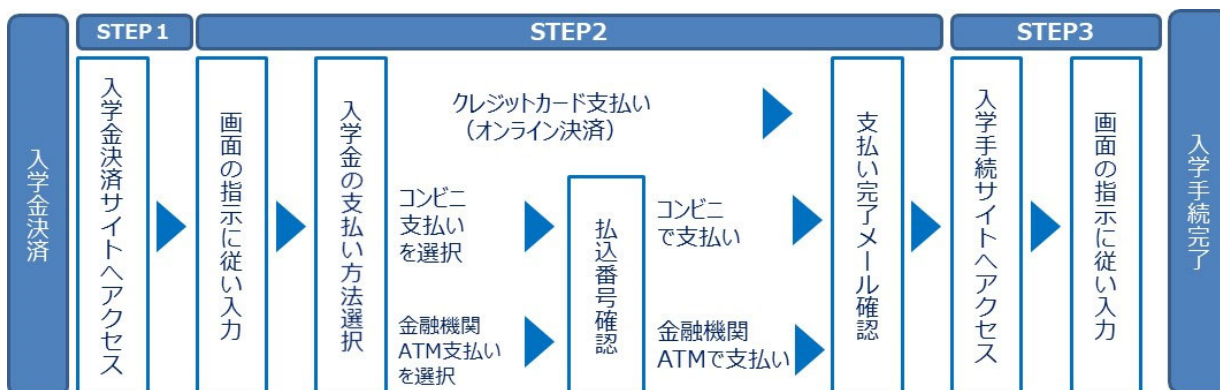 入学金決済
STEP 1
入学金決済サイトへアクセス
STEP2
画面の指示に従い入力
入学金の支払い方法選択
クレジットカード支払い
（オンライン決済）
コンビニ
支払い
を選択
金融機関
ATM支払い
を選択
払込番号確認
コンビニ
で支払い
金融機関
ATMで支払い
支払い完了メール確認
STEP3
入学手続サイトへアクセス
画面の指示に従い入力
入学手続完了